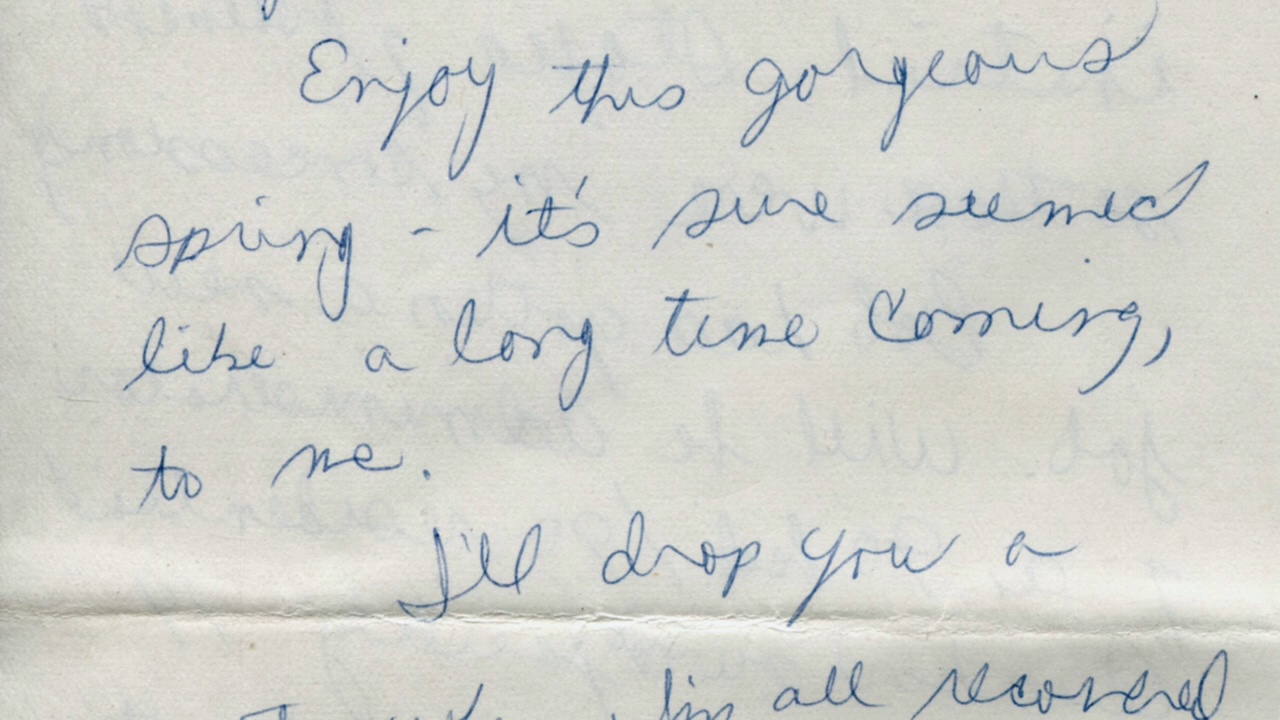 Enjoy this gorgeous
spring - it's sure seemed
like a long time coming,
to me.
I'll drop you a
I'm all recovered